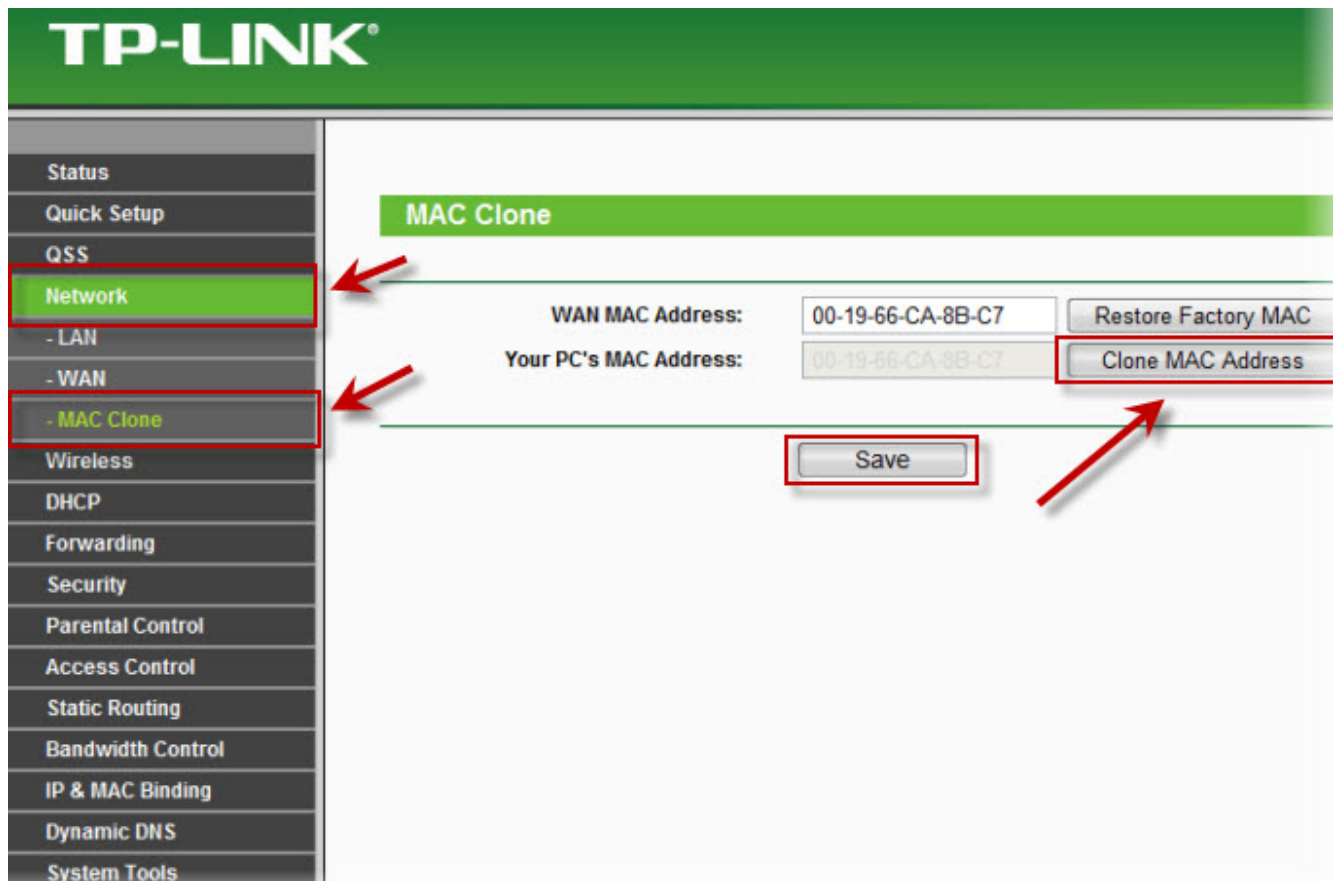 TP-LINK®
Status
Quick Setup
QSS
Network
- LAN
- WAN
- MAC Clone
Wireless
DHCP
Forwarding
Security
Parental Control
Access Control
Static Routing
Bandwidth Control
IP & MAC Binding
Dynamic DNS
System Tools
MAC Clone
WAN MAC Address: 00-19-66-CA-8B-C7 Restore Factory MAC
Your PC's MAC Address: 00-19-66-CA-8B-C7 Clone MAC Address
Save